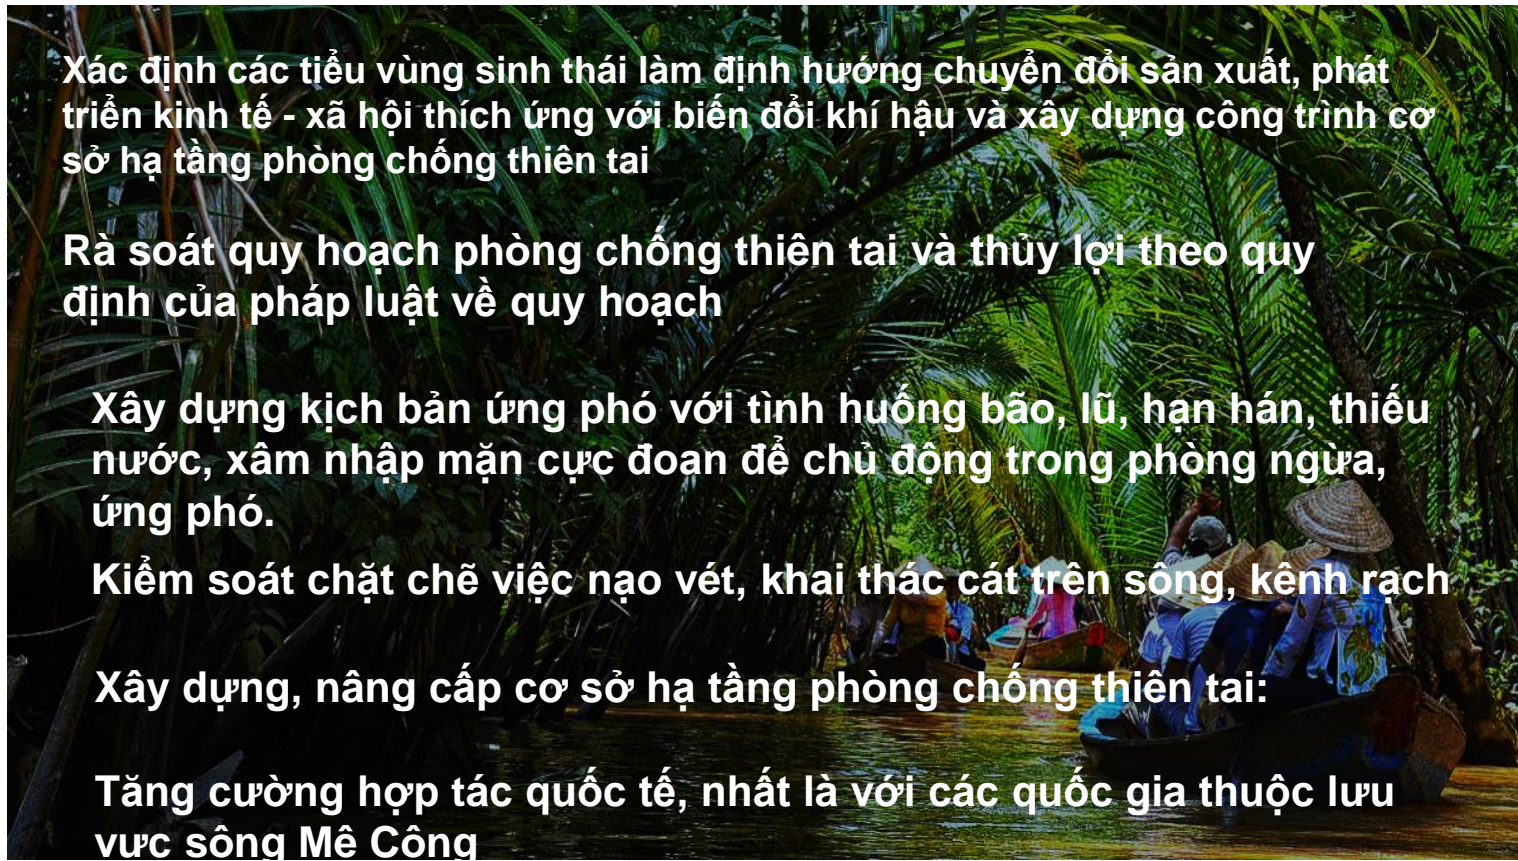 Xác định các tiểu vùng sinh thái làm định hướng chuyển đổi sản xuất, phát
triển kinh tế - xã hội thích ứng với biến đổi khí hậu và xây dựng công trình cơ
sở hạ tầng phòng chống thiên tai
Rà soát quy hoạch phòng chống thiên tai và thủy lợi theo quy
định của pháp luật về quy hoạch
Xây dựng kịch bản ứng phó với tình huống bão, lũ, hạn hán, thiếu
nước, xâm nhập mặn cực đoan để chủ động trong phòng ngừa,
ứng phó.
Kiểm soát chặt chẽ việc nạo vét, khai thác cát trên sông, kênh rạch
Xây dựng, nâng cấp cơ sở hạ tầng phòng chống thiên tai:
Tăng cường hợp tác quốc tế, nhất là với các quốc gia thuộc lưu
vực sông Mê Công